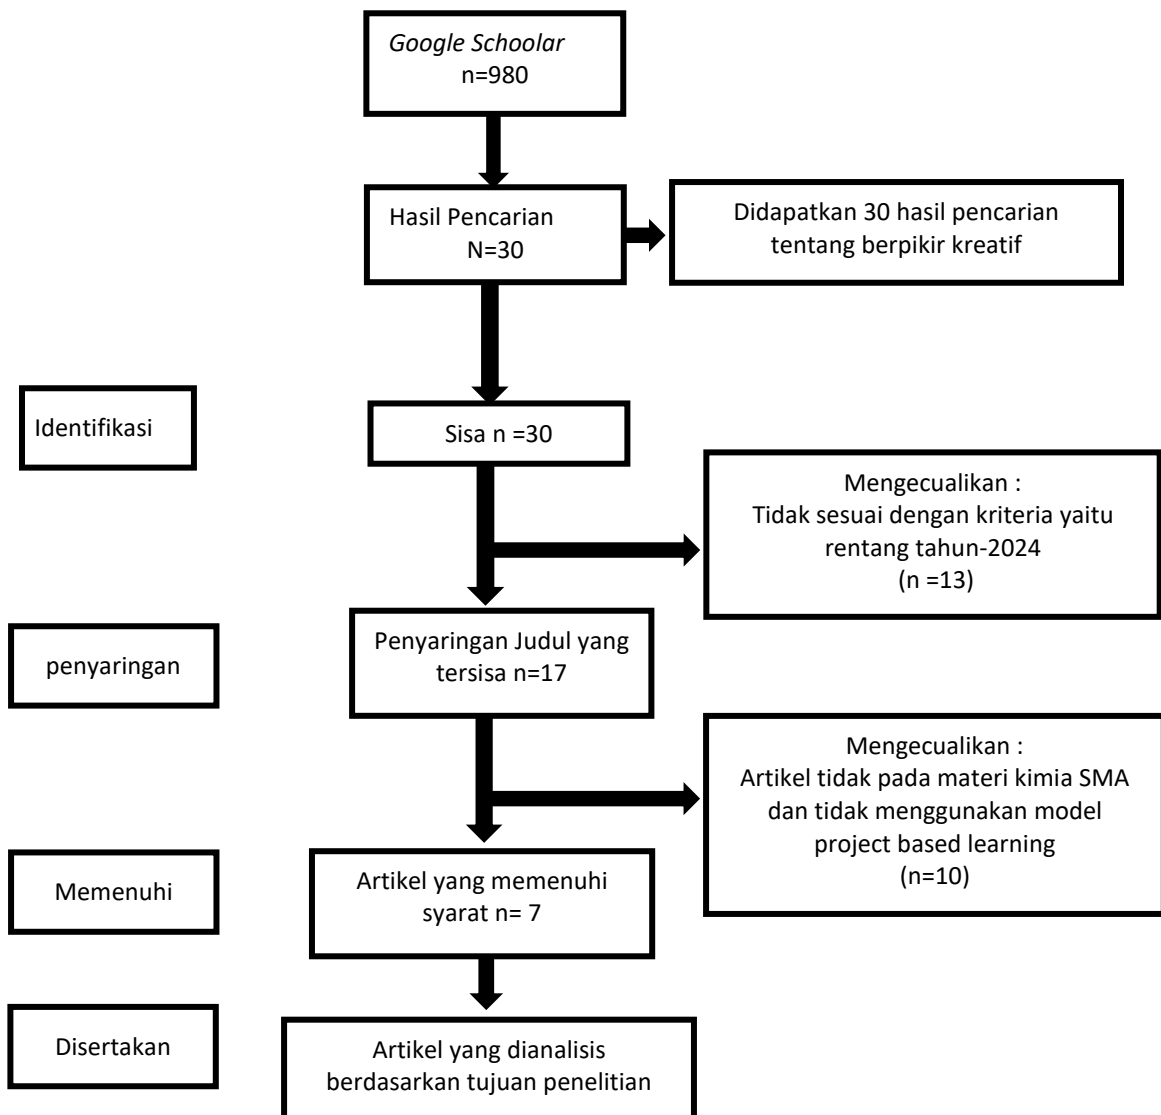 Google Schoolar
n=980
Hasil Pencarian
N=30
Didapatkan 30 hasil pencarian
tentang berpikir kreatif
Identifikasi
Sisa n =30
Mengecualikan :
Tidak sesuai dengan kriteria yaitu
rentang tahun-2024
(n =13)
penyaringan
Penyaringan Judul yang
tersisa n=17
Mengecualikan :
Artikel tidak pada materi kimia SMA
dan tidak menggunakan model
project based learning
(n=10)
Memenuhi
Artikel yang memenuhi
syarat n= 7
Disertakan
Artikel yang dianalisis
berdasarkan tujuan penelitian